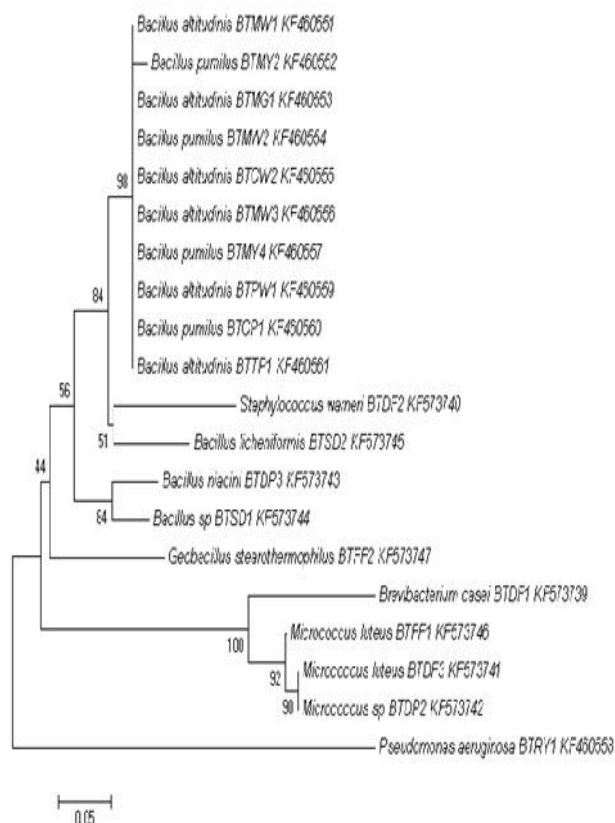 Bacillus altitudinis BTMW1 KF460551
Bacillus pumilus BTMY2 KF460552
Bacillus altitudinis BTMG1 KF460553
Bacillus pumilus BTMW2 KF460554
98
Bacillus altitudinis BTCW2 KF460555
Bacillus altitudinis BTMW3 KF460556
Bacillus pumilus BTMY4 KF460557
84
Bacillus altitudinis BTPW1 KF460559
Bacillus pumilus BTCP1 KF460560
Bacillus altitudinis BTTP1 KF460561
56
Staphylococcus warneri BTDF2 KF573740
51
Bacillus licheniformis BTSD2 KF573745
44
Bacillus niacini BTDP3 KF573743
84
Bacillus sp BTSD1 KF573744
Geobacillus stearothermophilus BTFF2 KF573747
Brevibacterium casei BTDF1 KF573739
100
Micrococcus luteus BTFF1 KF573746
92
Micrococcus luteus BTDF3 KF573741
90
Micrococcus sp BTDP2 KF573742
Pseudomonas aeruginosa BTRY1 KF460558
0.05